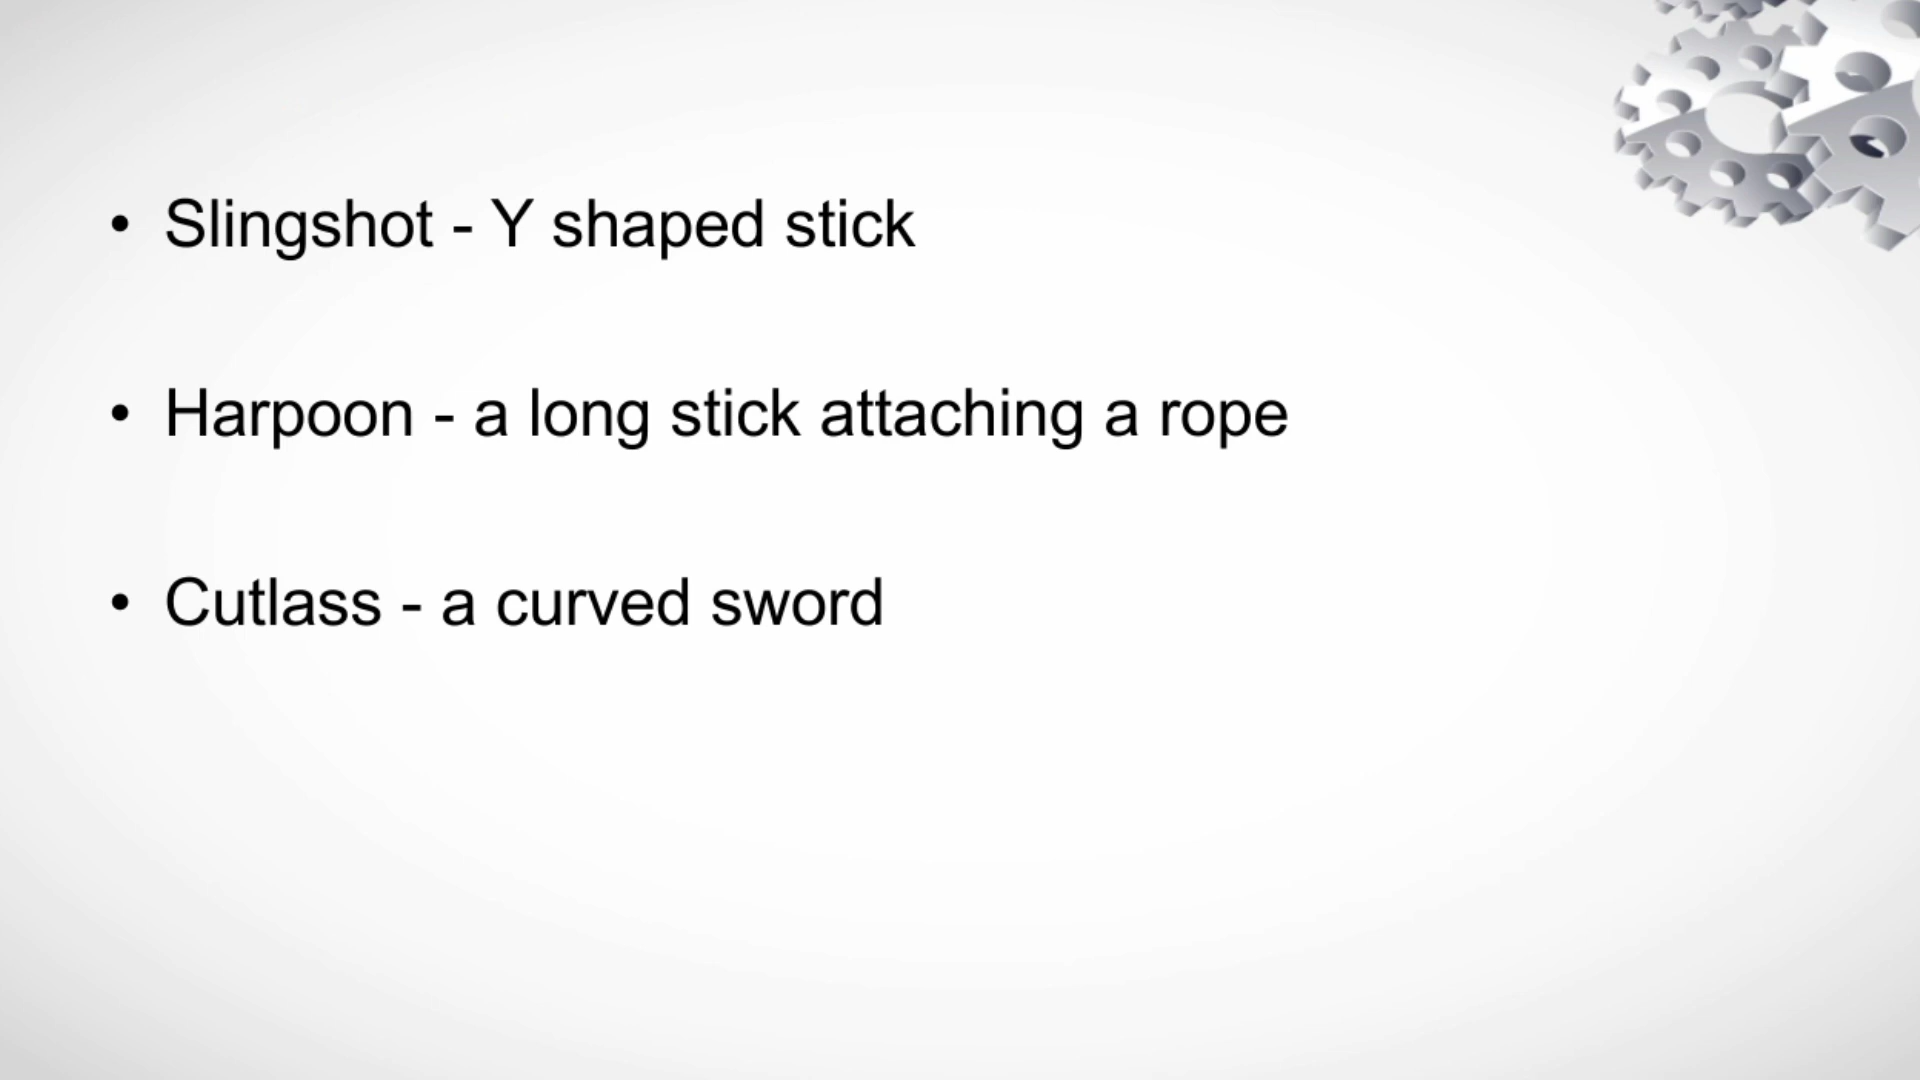 • Slingshot - Y shaped stick
• Harpoon - a long stick attaching a rope
• Cutlass - a curved sword